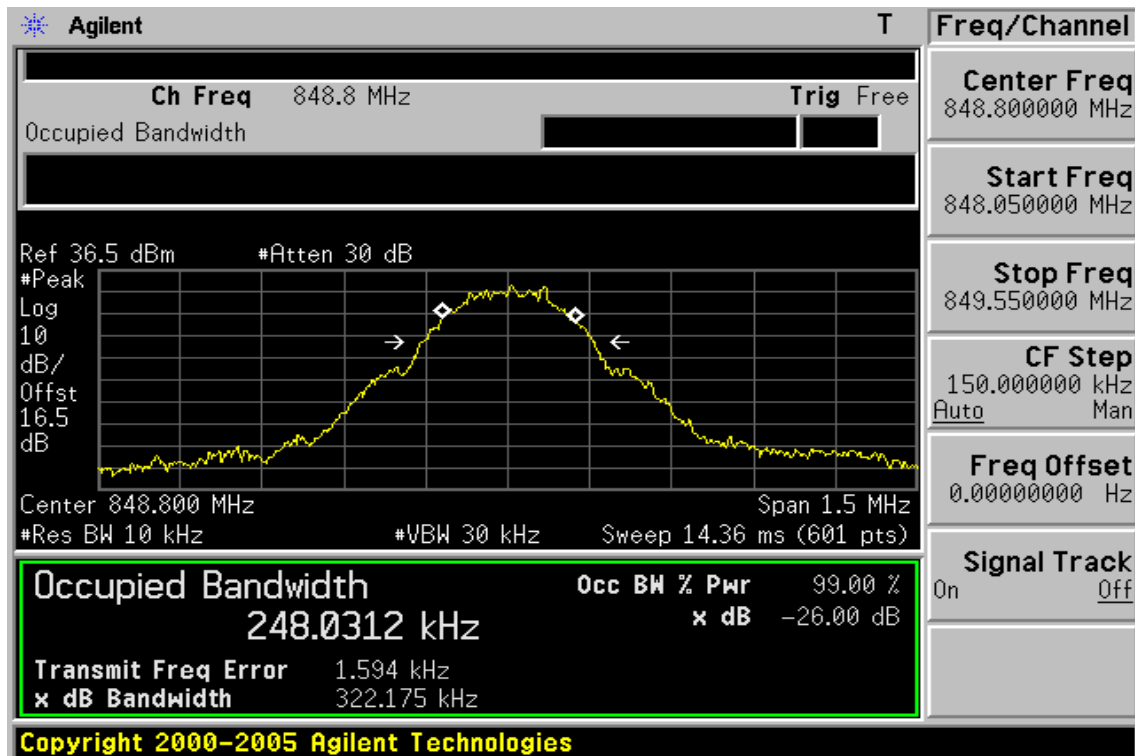 Agilent T
Ch Freq 848.8 MHz Trig Free
Occupied Bandwidth
Ref 36.5 dBm #Atten 30 dB
#Peak
Log
10
dB/
Offst
16.5
dB
Center 848.800 MHz Span 1.5 MHz
#Res BW 10 kHz #VBW 30 kHz Sweep 14.36 ms (601 pts)
Occupied Bandwidth
248.0312 kHz
Occ BW % Pwr 99.00 %
x dB -26.00 dB
Transmit Freq Error 1.594 kHz
x dB Bandwidth 322.175 kHz
Copyright 2000-2005 Agilent Technologies
Freq/Channel
Center Freq
848.800000 MHz
Start Freq
848.050000 MHz
Stop Freq
849.550000 MHz
CF Step
150.000000 kHz
Auto Man
Freq Offset
0.00000000 Hz
Signal Track
On Off